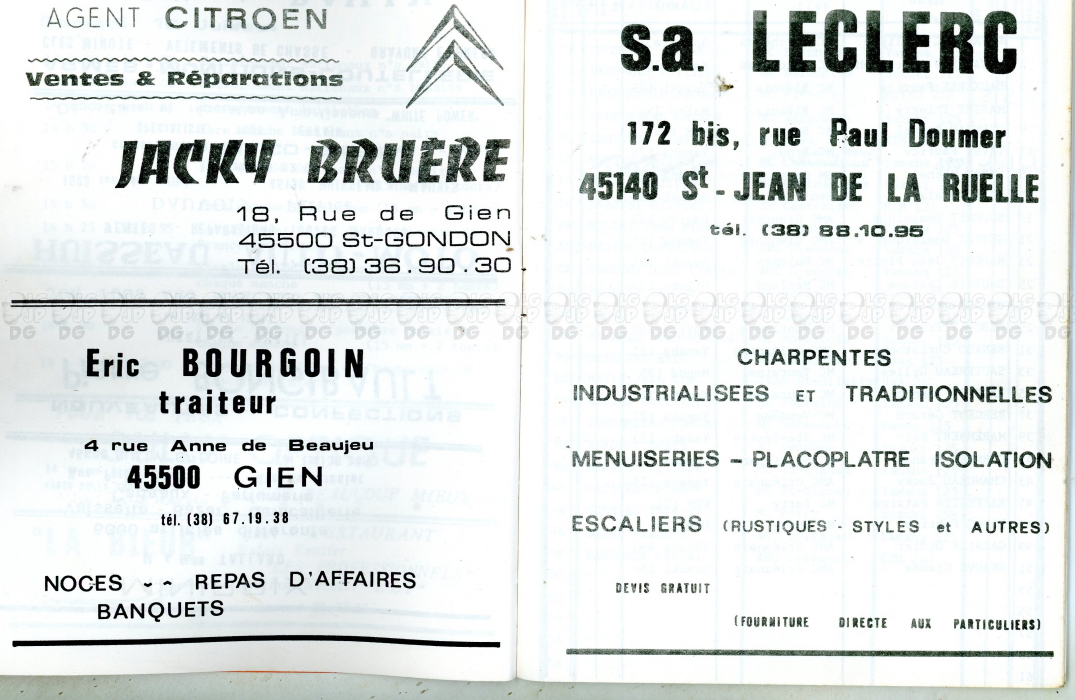 AGENT CITROEN
Ventes & Réparations
JACKY BRUÈRE
18, Rue de Gien
45500 St-GONDON
Tél. (38) 36.90.30
Eric BOURGOIN
traiteur
4 rue Anne de Beaujeu
45500 GIEN
tél. (38) 67.19.38
NOCES - - REPAS D'AFFAIRES
BANQUETS
s.a. LECLERC
172 bis, rue Paul Doumer
45140 St - JEAN DE LA RUELLE
tél. (38) 88.10.95
CHARPENTES
INDUSTRIALISEES ET TRADITIONNELLES
MENUISERIES - PLACOPLATRE ISOLATION
ESCALIERS (RUSTIQUES - STYLES et AUTRES)
DEVIS GRATUIT
(FOURNITURE DIRECTE AUX PARTICULIERS)